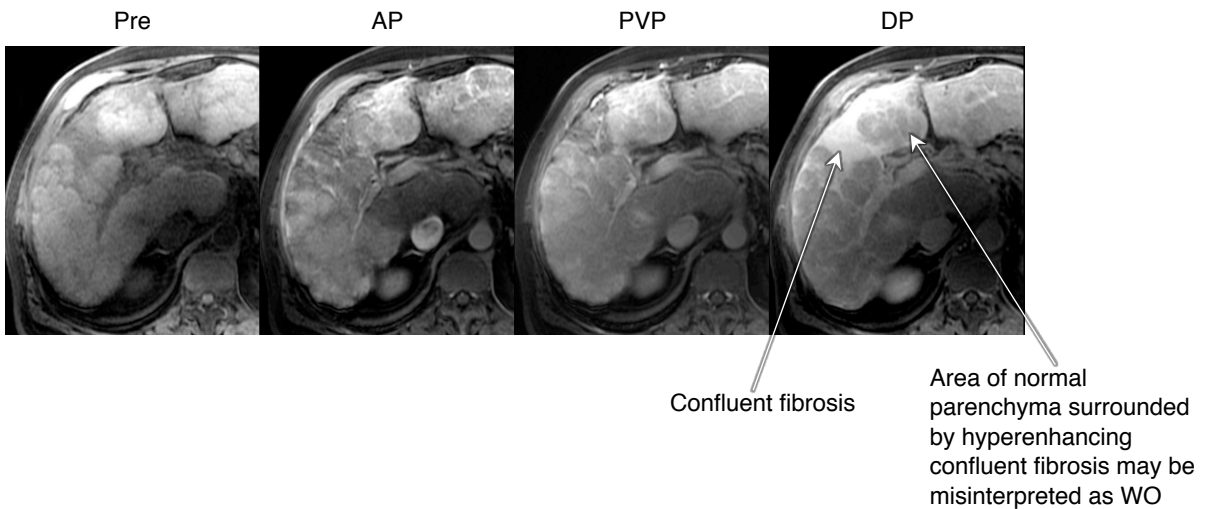 Pre AP PVP DP
Confluent fibrosis
Area of normal
parenchyma surrounded
by hyperenhancing
confluent fibrosis may be
misinterpreted as WO